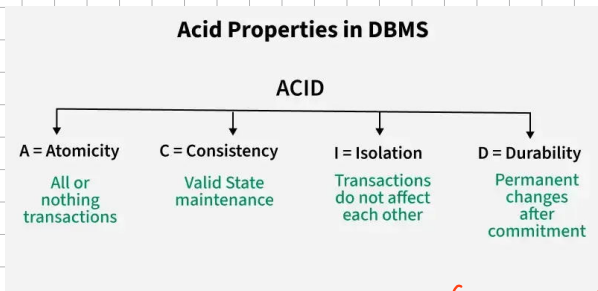 Acid Properties in DBMS
ACID
A = Atomicity
All or
nothing
transactions
C = Consistency
Valid State
maintenance
I = Isolation
Transactions
do not affect
each other
D = Durability
Permanent
changes
after
commitment